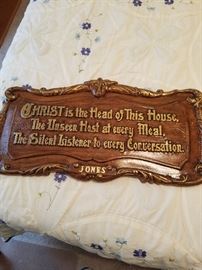 CHRIST is the Head of This House,
The Unseen Host at every Meal,
The Silent Listener to every Conversation.
JONES